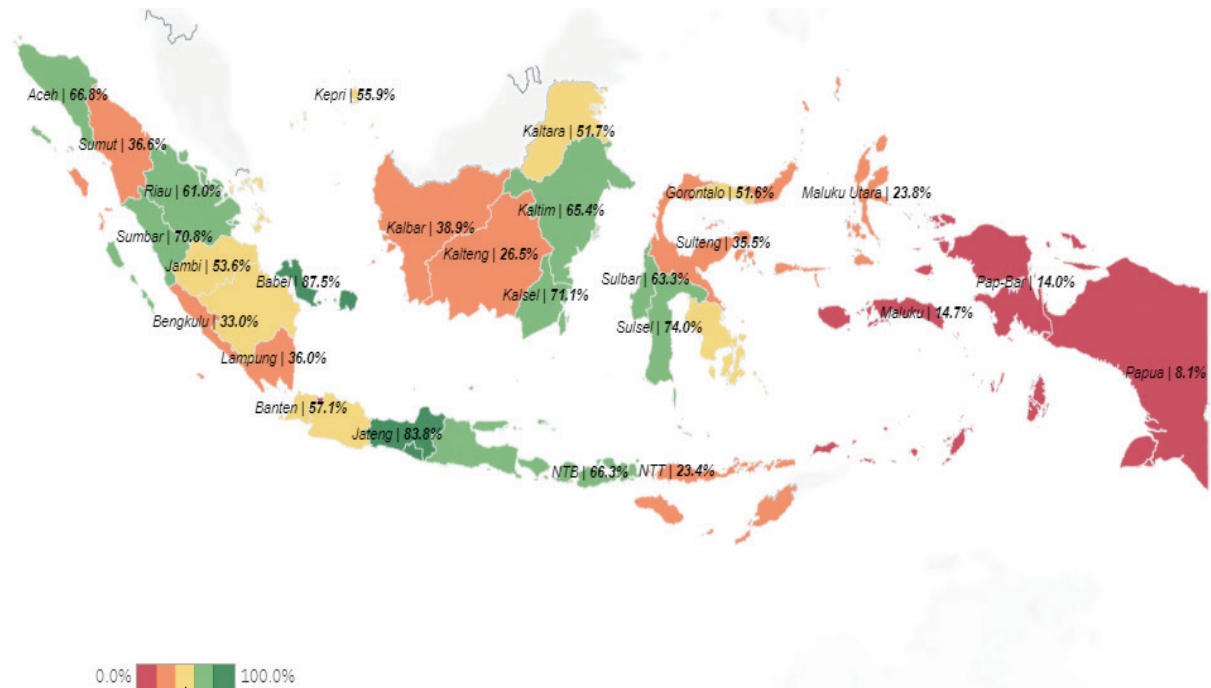 Aceh | 66.8%
Kepri | 55.9%
Kaltara | 51.7%
Sumut | 36.6%
Riau | 61.0%
Gorontalo | 51.6%
Maluku Utara | 23.8%
Kaltim | 65.4%
Kalbar | 38.9%
Sumbar | 70.8%
Sulteng | 35.5%
Kalteng | 26.5%
Jambi | 53.6%
Babel | 87.5%
Sulbar | 63.3%
Pap-Bar | 14.0%
Kalsel | 71.1%
Maluku | 14.7%
Bengkulu | 33.0%
Sulsel | 74.0%
Lampung | 36.0%
Papua | 8.1%
Banten | 57.1%
Jateng | 83.8%
NTB | 66.3%
NTT | 23.4%
0.0%
100.0%